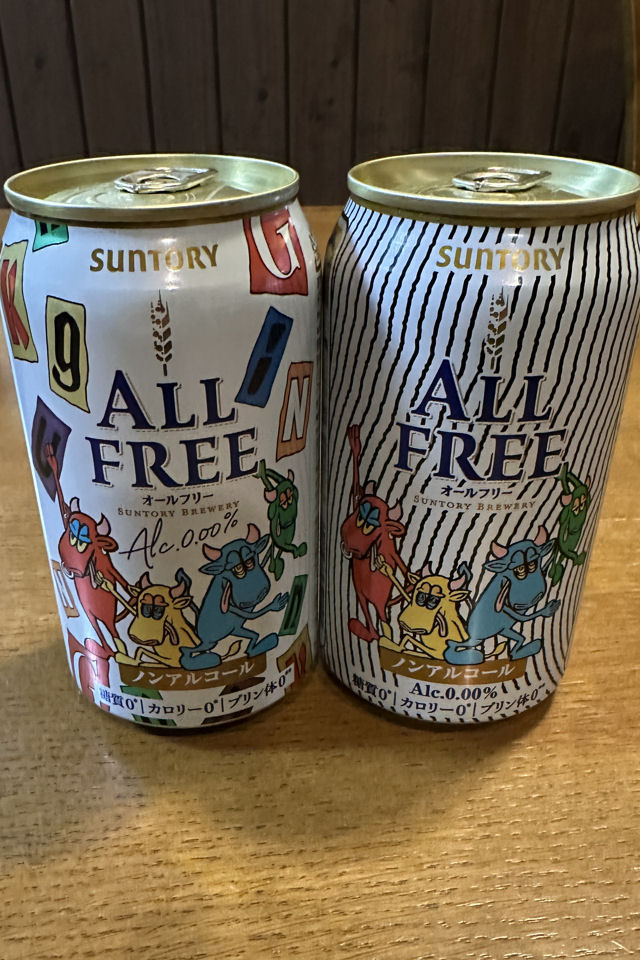 SUNTORY
ALL
FREE
オールフリー
SUNTORY BREWERY
Alc.0.00%
ノンアルコール
糖質0*|カロリー0*|プリン体0*
G
K
9
!
N
SUNTORY
ALL
FREE
オールフリー
SUNTORY BREWERY
ノンアルコール
Alc.0.00%
糖質0*|カロリー0*|プリン体0*